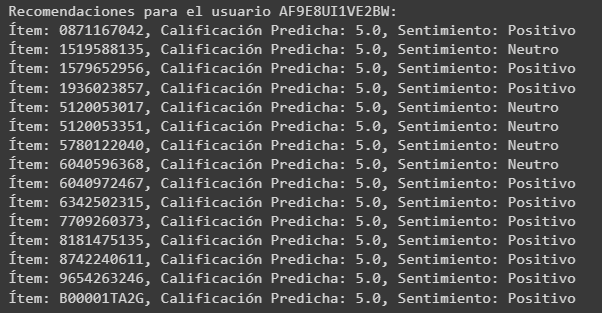 Recomendaciones para el usuario AF9E8UI1VE2BW:
Ítem: 0871167042, Calificación Predicha: 5.0, Sentimiento: Positivo
Ítem: 1519588135, Calificación Predicha: 5.0, Sentimiento: Neutro
Ítem: 1579652956, Calificación Predicha: 5.0, Sentimiento: Positivo
Ítem: 1936023857, Calificación Predicha: 5.0, Sentimiento: Positivo
Ítem: 5120053017, Calificación Predicha: 5.0, Sentimiento: Neutro
Ítem: 5120053351, Calificación Predicha: 5.0, Sentimiento: Neutro
Ítem: 5780122040, Calificación Predicha: 5.0, Sentimiento: Neutro
Ítem: 6040596368, Calificación Predicha: 5.0, Sentimiento: Neutro
Ítem: 6040972467, Calificación Predicha: 5.0, Sentimiento: Positivo
Ítem: 6342502315, Calificación Predicha: 5.0, Sentimiento: Positivo
Ítem: 7709260373, Calificación Predicha: 5.0, Sentimiento: Positivo
Ítem: 8181475135, Calificación Predicha: 5.0, Sentimiento: Positivo
Ítem: 8742240611, Calificación Predicha: 5.0, Sentimiento: Positivo
Ítem: 9654263246, Calificación Predicha: 5.0, Sentimiento: Positivo
Ítem: B00001TA2G, Calificación Predicha: 5.0, Sentimiento: Positivo